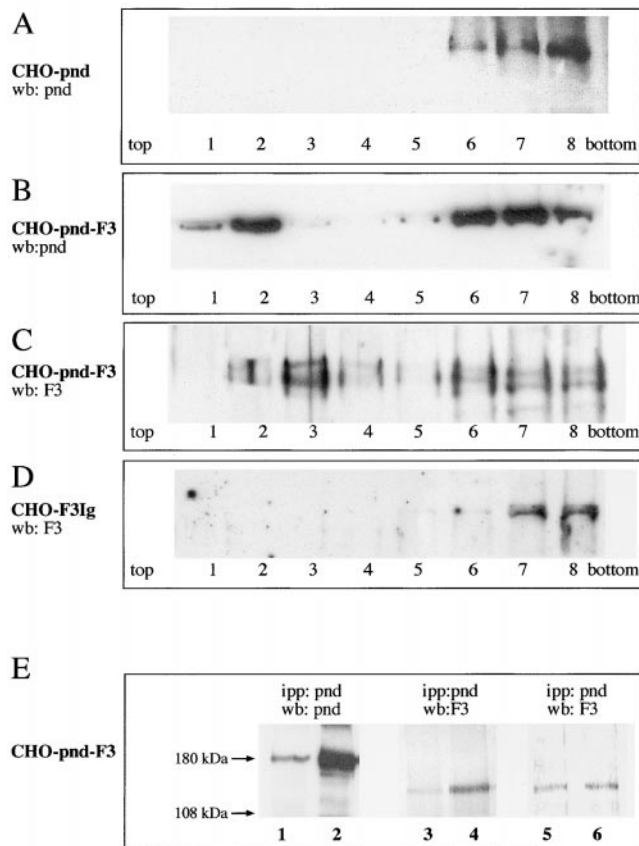 A
CHO-pnd
wb: pnd
top 1 2 3 4 5 6 7 8 bottom
B
CHO-pnd-F3
wb:pnd
top 1 2 3 4 5 6 7 8 bottom
C
CHO-pnd-F3
wb: F3
top 1 2 3 4 5 6 7 8 bottom
D
CHO-F3Ig
wb: F3
top 1 2 3 4 5 6 7 8 bottom
E
ipp: pnd ipp:pnd ipp: pnd
wb: pnd wb:F3 wb: F3
CHO-pnd-F3
180 kDa
108 kDa
1 2 3 4 5 6